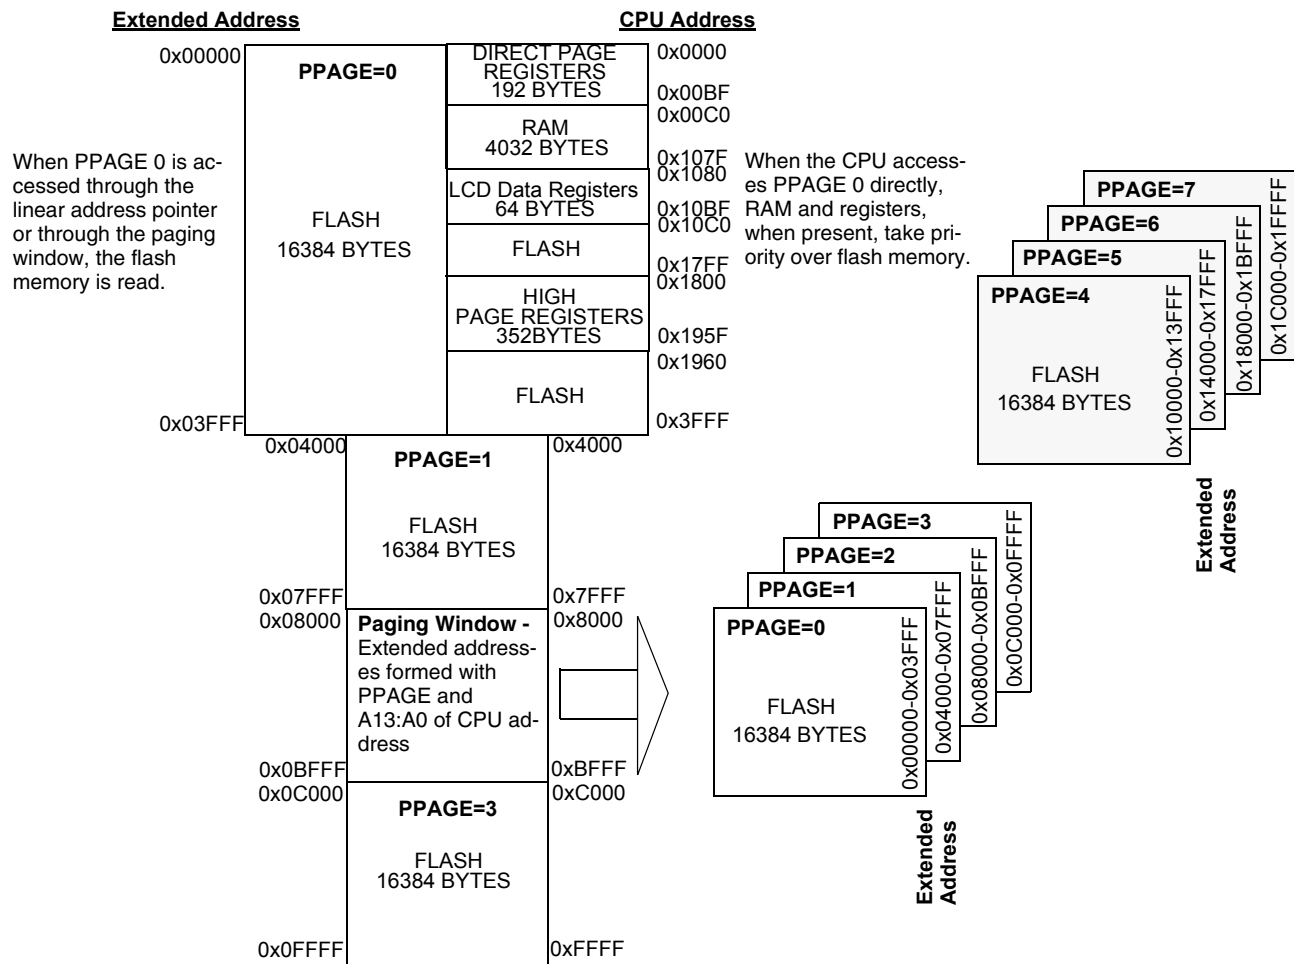 Extended Address
CPU Address
0x00000
PPAGE=0
FLASH
16384 BYTES
0x03FFF
When PPAGE 0 is ac-
cessed through the
linear address pointer
or through the paging
window, the flash
memory is read.
DIRECT PAGE
REGISTERS
192 BYTES
0x0000
0x00BF
RAM
4032 BYTES
0x00C0
0x107F
LCD Data Registers
64 BYTES
0x1080
0x10BF
FLASH
0x10C0
0x17FF
HIGH
PAGE REGISTERS
352BYTES
0x1800
0x195F
FLASH
0x1960
0x3FFF
When the CPU access-
es PPAGE 0 directly,
RAM and registers,
when present, take pri-
ority over flash memory.
0x04000
PPAGE=1
0x4000
FLASH
16384 BYTES
0x07FFF
0x7FFF
0x08000
Paging Window -
Extended address-
es formed with
PPAGE and
A13:A0 of CPU ad-
dress
0x8000
0x0BFFF
0xBFFF
0x0C000
PPAGE=3
0xC000
FLASH
16384 BYTES
0x0FFFF
0xFFFF
PPAGE=7
0x1C000-0x1FFFF
PPAGE=6
0x18000-0x1BFFF
PPAGE=5
0x14000-0x17FFF
PPAGE=4
FLASH
16384 BYTES
0x10000-0x13FFF
Extended
Address
PPAGE=3
0x0C000-0x0FFFF
PPAGE=2
0x08000-0x0BFFF
PPAGE=1
0x04000-0x07FFF
PPAGE=0
FLASH
16384 BYTES
0x00000-0x03FFF
Extended
Address